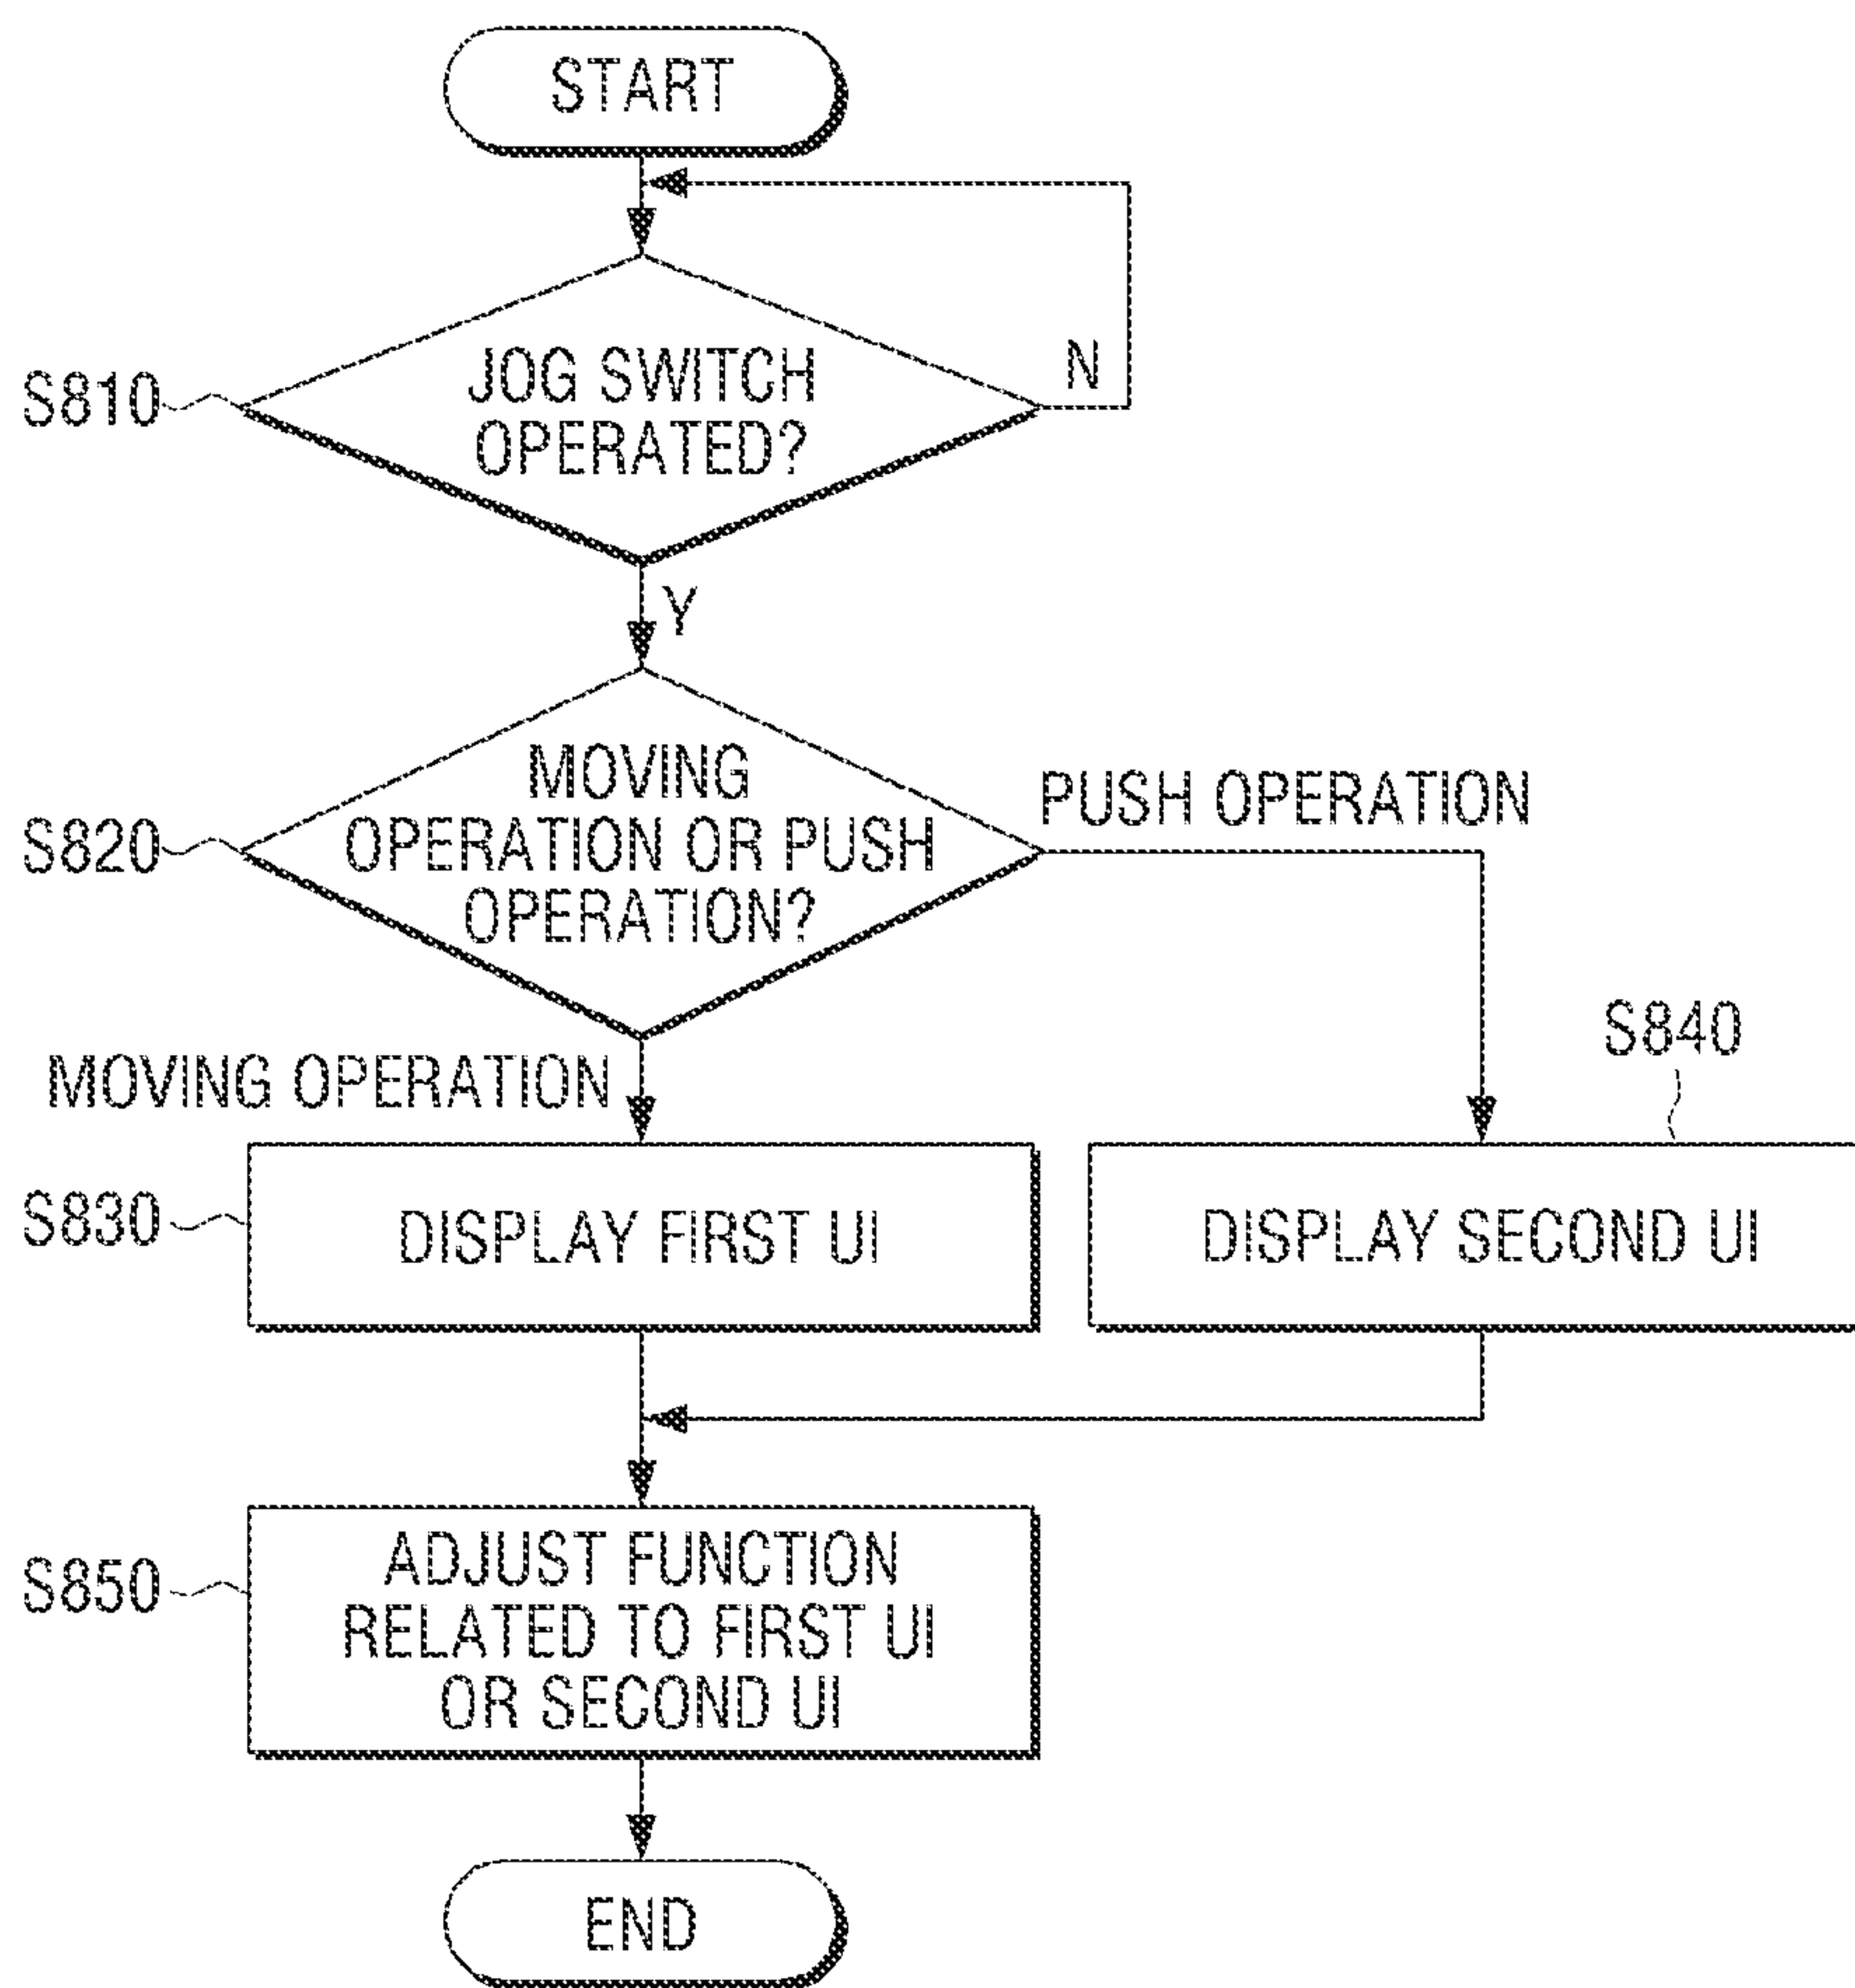 START
S810
JOG SWITCH
OPERATED?
N
Y
S820
MOVING
OPERATION OR PUSH
OPERATION?
PUSH OPERATION
MOVING OPERATION
S840
S830
DISPLAY FIRST UI
DISPLAY SECOND UI
S850
ADJUST FUNCTION
RELATED TO FIRST UI
OR SECOND UI
END